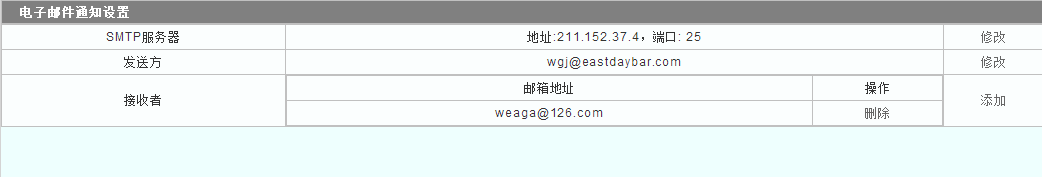 电子邮件通知设置
SMTP服务器 地址:211.152.37.4，端口: 25 修改
发送方 wgj@eastdaybar.com 修改
接收者 邮箱地址 操作 添加
weaga@126.com 删除